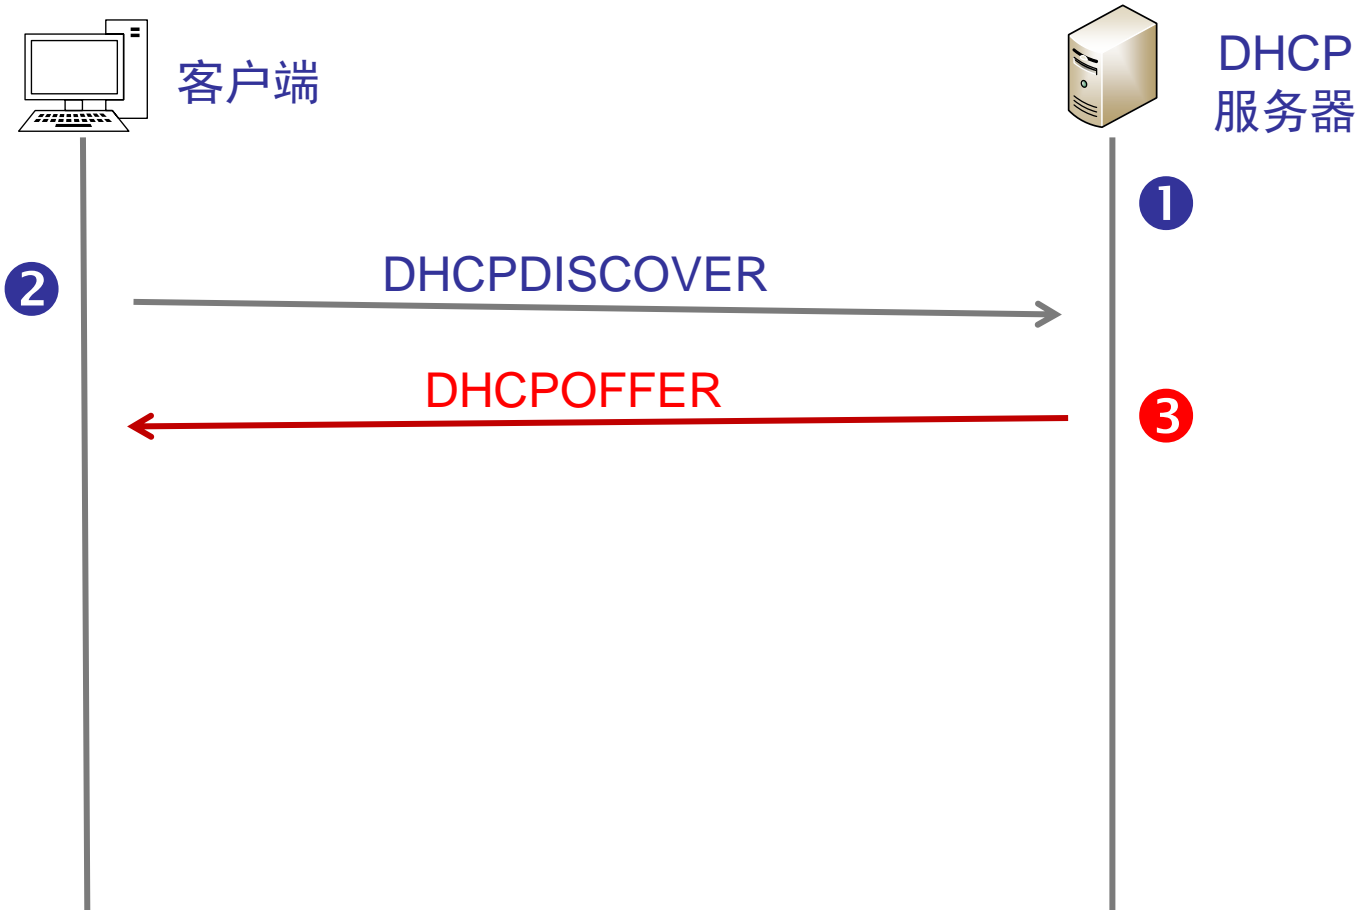 客户端
DHCP
服务器
❶
DHCPDISCOVER
❷
DHCPOFFER
❸